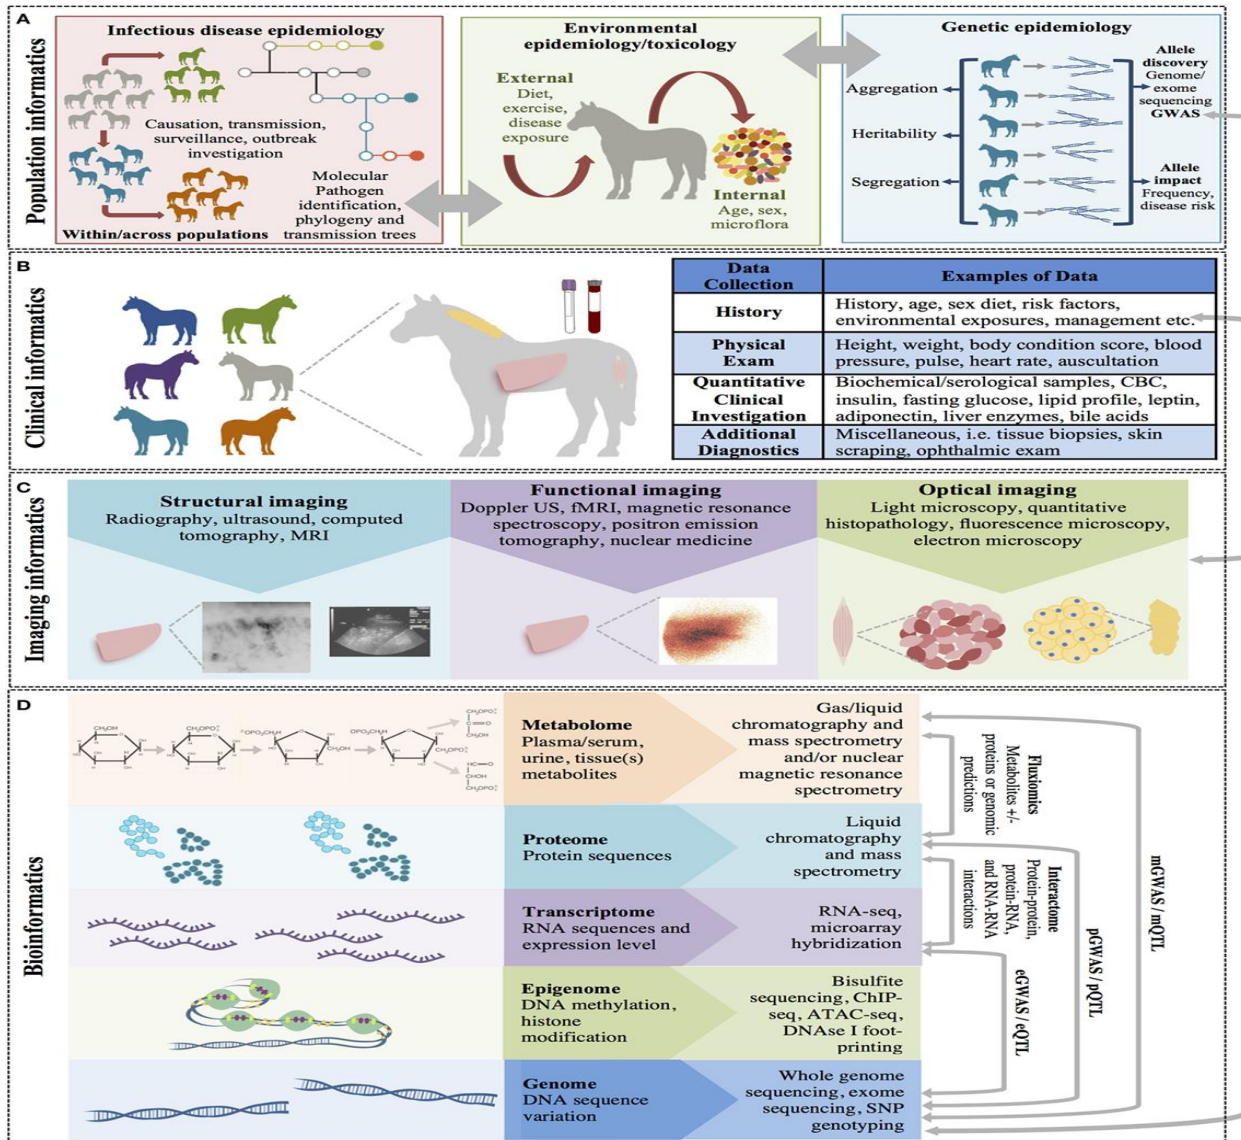 A
Population informatics
Infectious disease epidemiology
Causation, transmission,
surveillance, outbreak
investigation
Molecular
Pathogen
identification,
phylogeny and
transmission trees
Within/across populations
Environmental
epidemiology/toxicology
External
Diet,
exercise,
disease
exposure
Internal
Age, sex,
microflora
Genetic epidemiology
Aggregation
Heritability
Segregation
Allele
discovery
Genome/
exome
sequencing
GWAS
Allele
impact
Frequency,
disease risk
B
Clinical informatics
Data
Collection
Examples of Data
History
History, age, sex diet, risk factors,
environmental exposures, management etc.
Physical
Exam
Height, weight, body condition score, blood
pressure, pulse, heart rate, auscultation
Quantitative
Clinical
Investigation
Biochemical/serological samples, CBC,
insulin, fasting glucose, lipid profile, leptin,
adiponectin, liver enzymes, bile acids
Additional
Diagnostics
Miscellaneous, i.e. tissue biopsies, skin
scraping, ophthalmic exam
C
Imaging informatics
Structural imaging
Radiography, ultrasound, computed
tomography, MRI
Functional imaging
Doppler US, fMRI, magnetic resonance
spectroscopy, positron emission
tomography, nuclear medicine
Optical imaging
Light microscopy, quantitative
histopathology, fluorescence microscopy,
electron microscopy
D
Bioinformatics
Metabolome
Plasma/serum,
urine, tissue(s)
metabolites
Gas/liquid
chromatography and
mass spectrometry
and/or nuclear
magnetic resonance
spectrometry
Proteome
Protein sequences
Liquid
chromatography
and mass
spectrometry
Transcriptome
RNA sequences and
expression level
RNA-seq,
microarray
hybridization
Epigenome
DNA methylation,
histone
modification
Bisulfite
sequencing, ChIP-
seq, ATAC-seq,
DNAse I foot-
printing
Genome
DNA sequence
variation
Whole genome
sequencing, exome
sequencing, SNP
genotyping
Fluxiomics
Metabolites +/-
proteins or genomic
predictions
Interactome
Protein-protein,
protein-RNA,
and RNA-RNA
interactions
eGWAS / eQTL
pGWAS / pQTL
mGWAS / mQTL